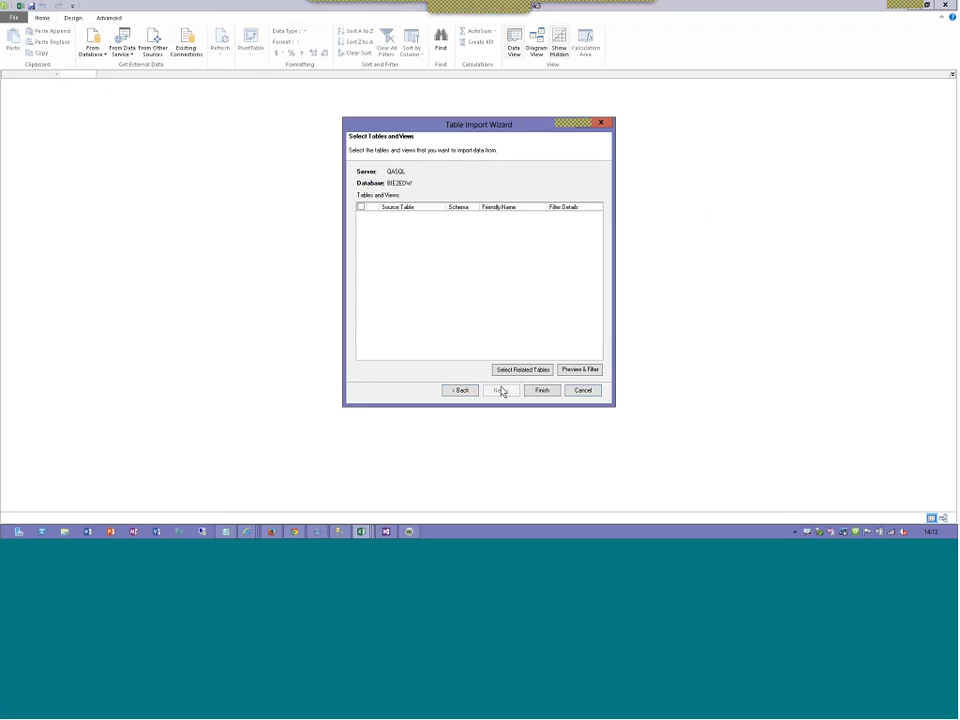 File Home Design Advanced
Paste
Paste Append
Paste Replace
Copy
Clipboard
From Database
From Data Service
From Other Sources
Existing Connections
Get External Data
Refresh
PivotTable
Data Type :
Format :
$ %
Formatting
Sort A to Z
Sort Z to A
Clear Sort
Clear All Filters
Sort by Column
Sort and Filter
Find
Find
AutoSum
Create KPI
Calculations
Data View
Diagram View
Show Hidden
Calculation Area
View
Table Import Wizard
Select Tables and Views
Select the tables and views that you want to import data from.
Server: QASQL
Database: BIE2EDW
Tables and Views:
Source Table Schema Friendly Name Filter Details
Select Related Tables Preview & Filter
< Back Finish Cancel
14:13